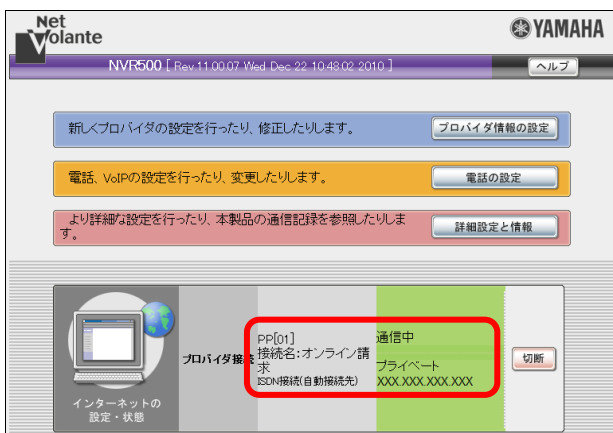 Net
Volante
YAMAHA
NVR500 [ Rev.11.00.07 Wed Dec 22 10:48:02 2010 ]
ヘルプ
新しくプロバイダの設定を行ったり、修正したりします。
プロバイダ情報の設定
電話、VoIPの設定を行ったり、変更したりします。
電話の設定
より詳細な設定を行ったり、本製品の通信記録を参照したりしま
す。
詳細設定と情報
インターネットの
設定・状態
プロバイダ接続
PP[01]
接続名:オンライン請
求
ISDN接続(自動接続先)
通信中
プライベート
XXX.XXX.XXX.XXX
切断